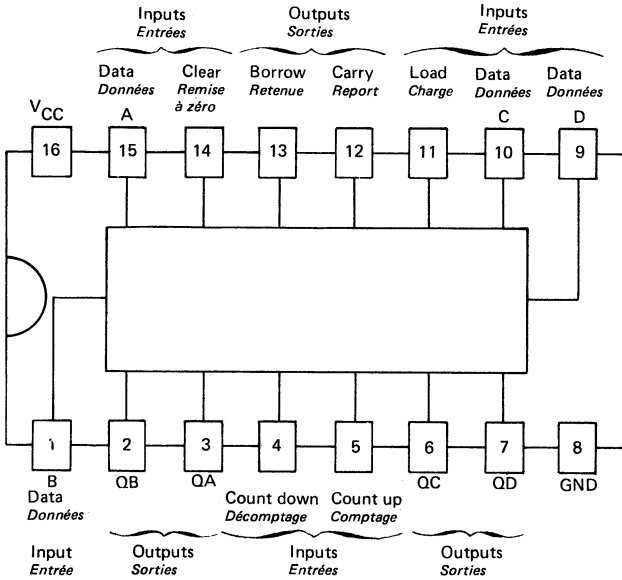 Inputs
Entrées
Outputs
Sorties
Inputs
Entrées
Data
Données
A
Clear
Remise
à zéro
Borrow
Retenue
Carry
Report
Load
Charge
Data
Données
C
Data
Données
D
VCC
16
15
14
13
12
11
10
9
1
2
3
4
5
6
7
8
B
QB
QA
QC
QD
GND
Data
Données
Count down
Décomptage
Count up
Comptage
Input
Entrée
Outputs
Sorties
Inputs
Entrées
Outputs
Sorties